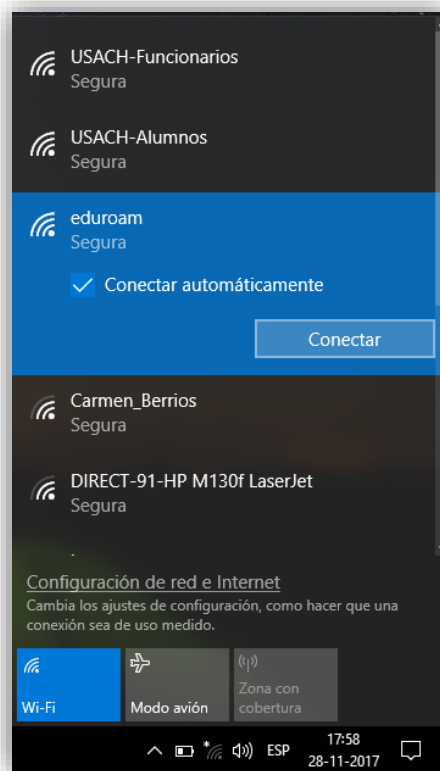 USACH-Funcionarios
Segura
USACH-Alumnos
Segura
eduroam
Segura
Conectar automáticamente
Conectar
Carmen_Berrios
Segura
DIRECT-91-HP M130f LaserJet
Segura
Configuración de red e Internet
Cambia los ajustes de configuración, como hacer que una
conexión sea de uso medido.
Wi-Fi
Modo avión
Zona con
cobertura
ESP
17:58
28-11-2017